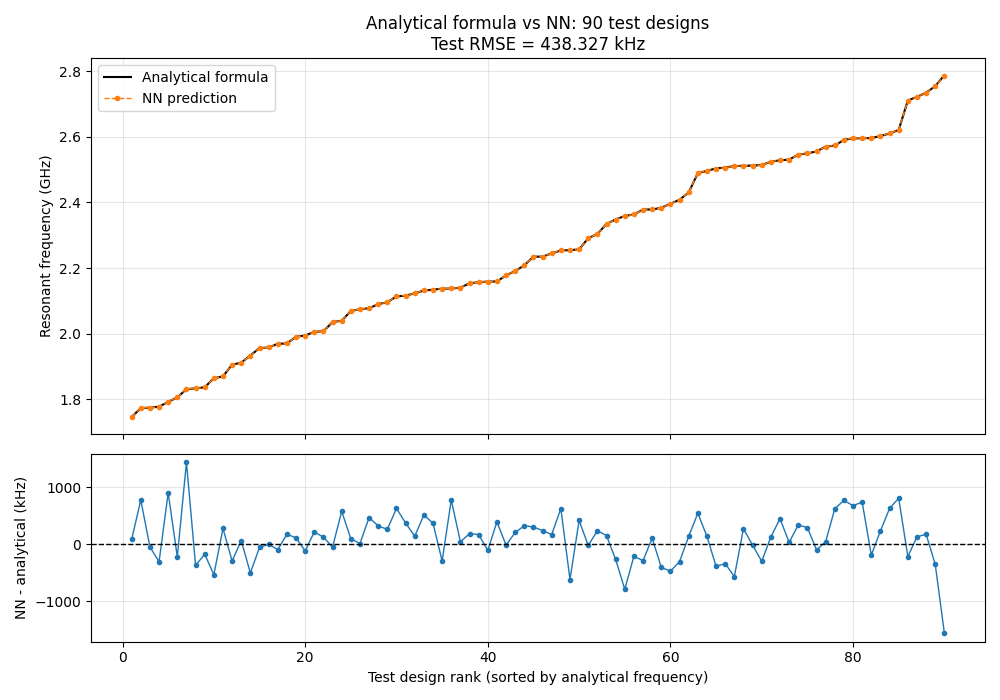 Analytical formula vs NN: 90 test designs
Test RMSE = 438.327 kHz
Analytical formula
NN prediction
Resonant frequency (GHz)
2.8
2.6
2.4
2.2
2.0
1.8
NN - analytical (kHz)
1000
0
−1000
0 20 40 60 80
Test design rank (sorted by analytical frequency)